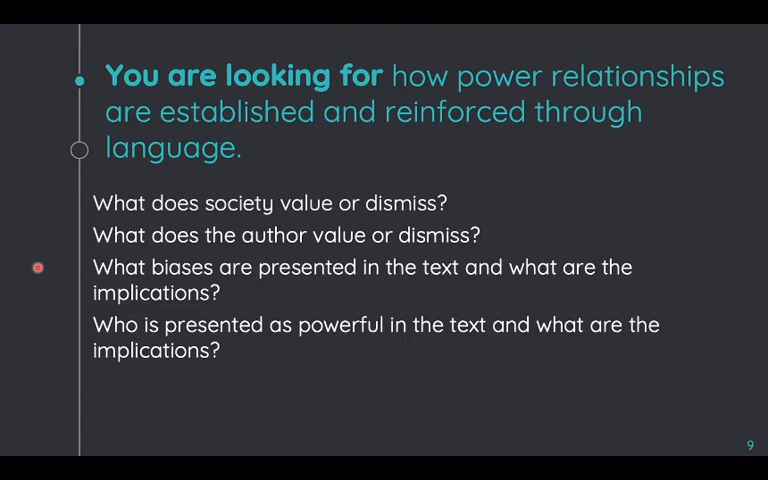 You are looking for how power relationships
are established and reinforced through
language.
What does society value or dismiss?
What does the author value or dismiss?
What biases are presented in the text and what are the
implications?
Who is presented as powerful in the text and what are the
implications?
9